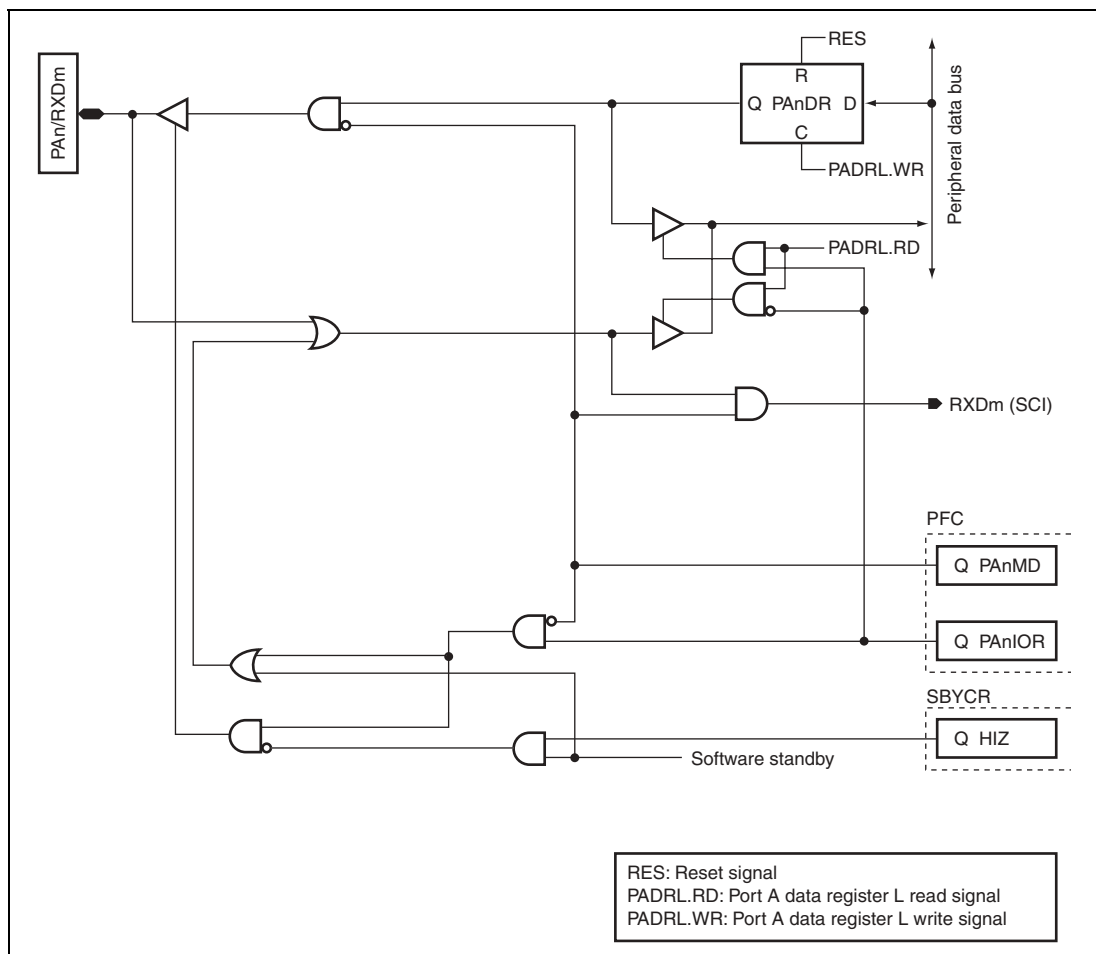 RES
PAn/RXDm
R
Q PAnDR D
C
PADRL.WR
Peripheral data bus
PADRL.RD
RXDm (SCI)
PFC
Q PAnMD
Q PAnIOR
SBYCR
Q HIZ
Software standby
RES: Reset signal
PADRL.RD: Port A data register L read signal
PADRL.WR: Port A data register L write signal